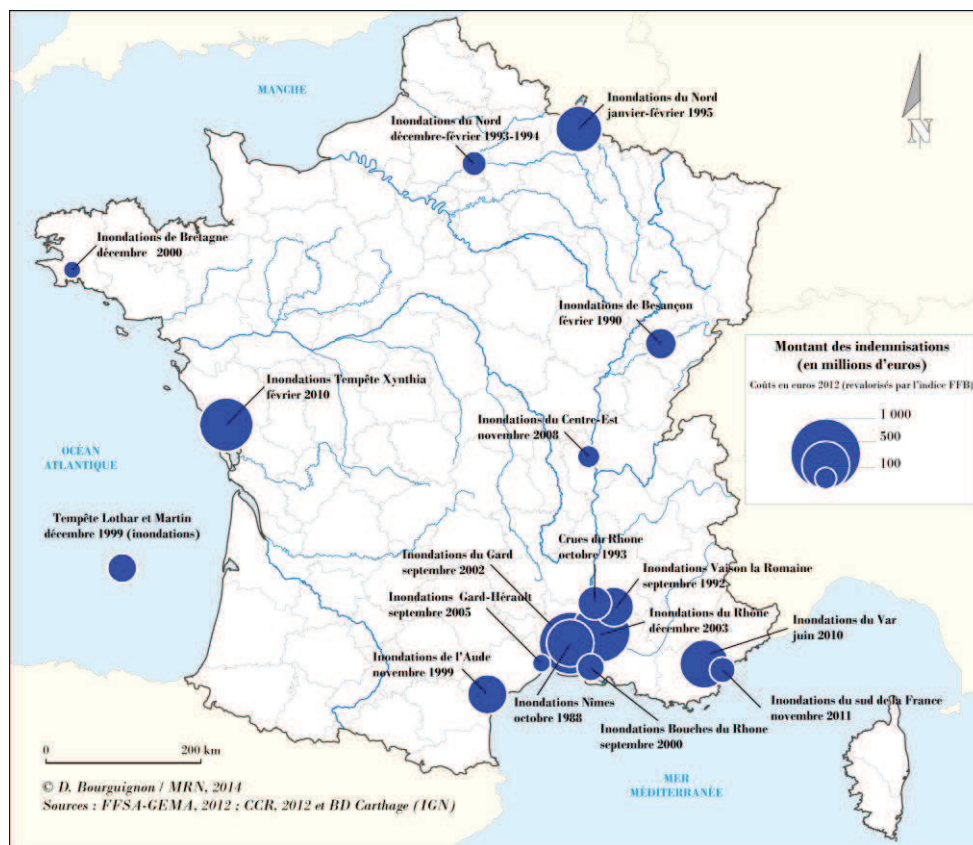 MANCHE
Inondations du Nord
janvier-février 1995
Inondations du Nord
décembre-février 1993-1994
N
Inondations de Bretagne
décembre 2000
Inondations de Besançon
février 1990
Montant des indemnisations
(en millions d'euros)
Coûts en euros 2012 (revalorisés par l'indice FFB)
1 000
500
100
Inondations Tempête Xynthia
février 2010
Inondations du Centre-Est
novembre 2008
OCÉAN
ATLANTIQUE
Tempête Lothar et Martin
décembre 1999 (inondations)
Crues du Rhone
octobre 1993
Inondations du Gard
septembre 2002
Inondations Vaison la Romaine
septembre 1992
Inondations Gard-Hérault
septembre 2005
Inondations du Rhône
décembre 2003
Inondations du Var
juin 2010
Inondations de l'Aude
novembre 1999
Inondations Nimes
octobre 1988
Inondations du sud de la France
novembre 2011
Inondations Bouches du Rhone
septembre 2000
0 200 km
MER
MÉDITERRANÉE
© D. Bourguignon / MRN, 2014
Sources : FFSA-GEMA, 2012 ; CCR, 2012 et BD Carthage (IGN)